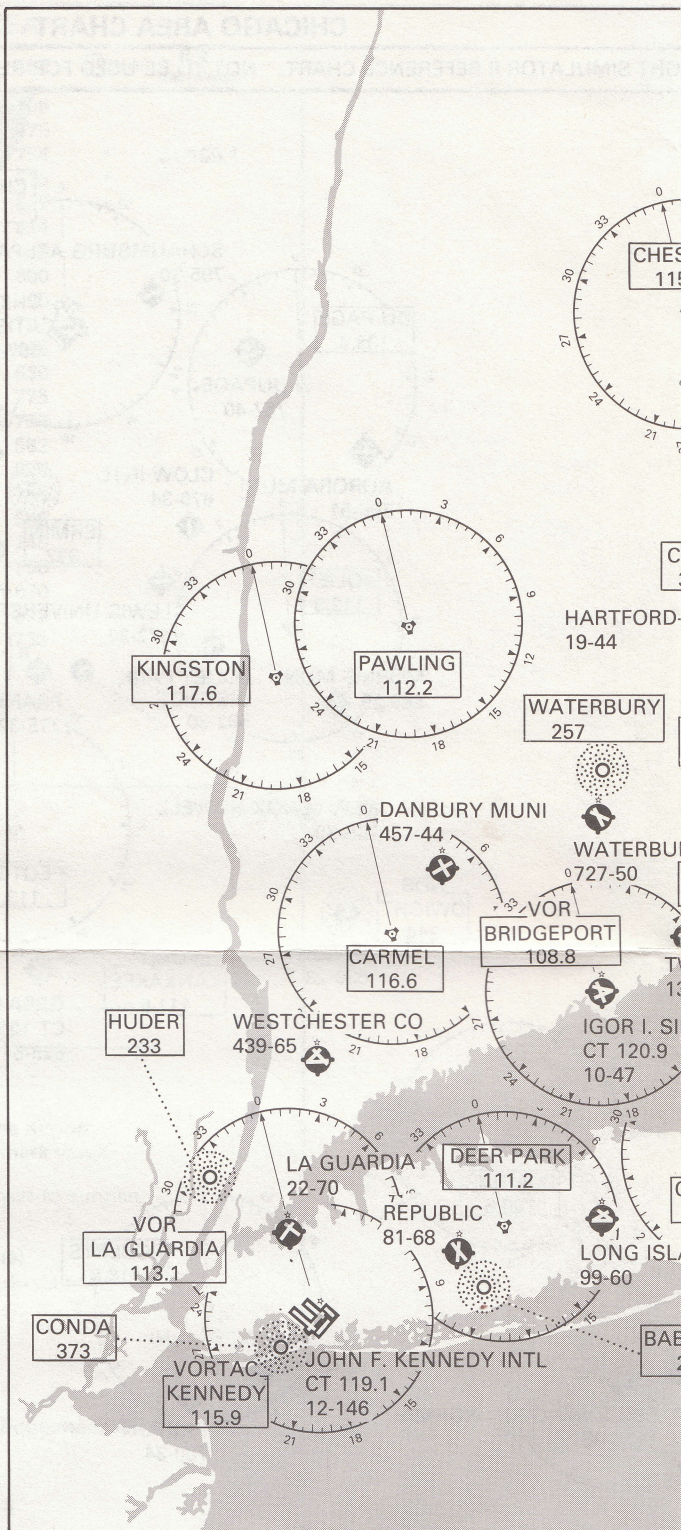 CHICAGO AREA CHART
CHES
115
HARTFORD-
19-44
KINGSTON
117.6
PAWLING
112.2
WATERBURY
257
DANBURY MUNI
457-44
WATERBU
727-50
VOR
BRIDGEPORT
108.8
CARMEL
116.6
TW
13
HUDER
233
WESTCHESTER CO
439-65
IGOR I. SI
CT 120.9
10-47
LA GUARDIA
22-70
DEER PARK
111.2
REPUBLIC
81-68
VOR
LA GUARDIA
113.1
LONG ISLA
99-60
CONDA
373
BAB
2
VORTAC
KENNEDY
115.9
JOHN F. KENNEDY INTL
CT 119.1
12-146